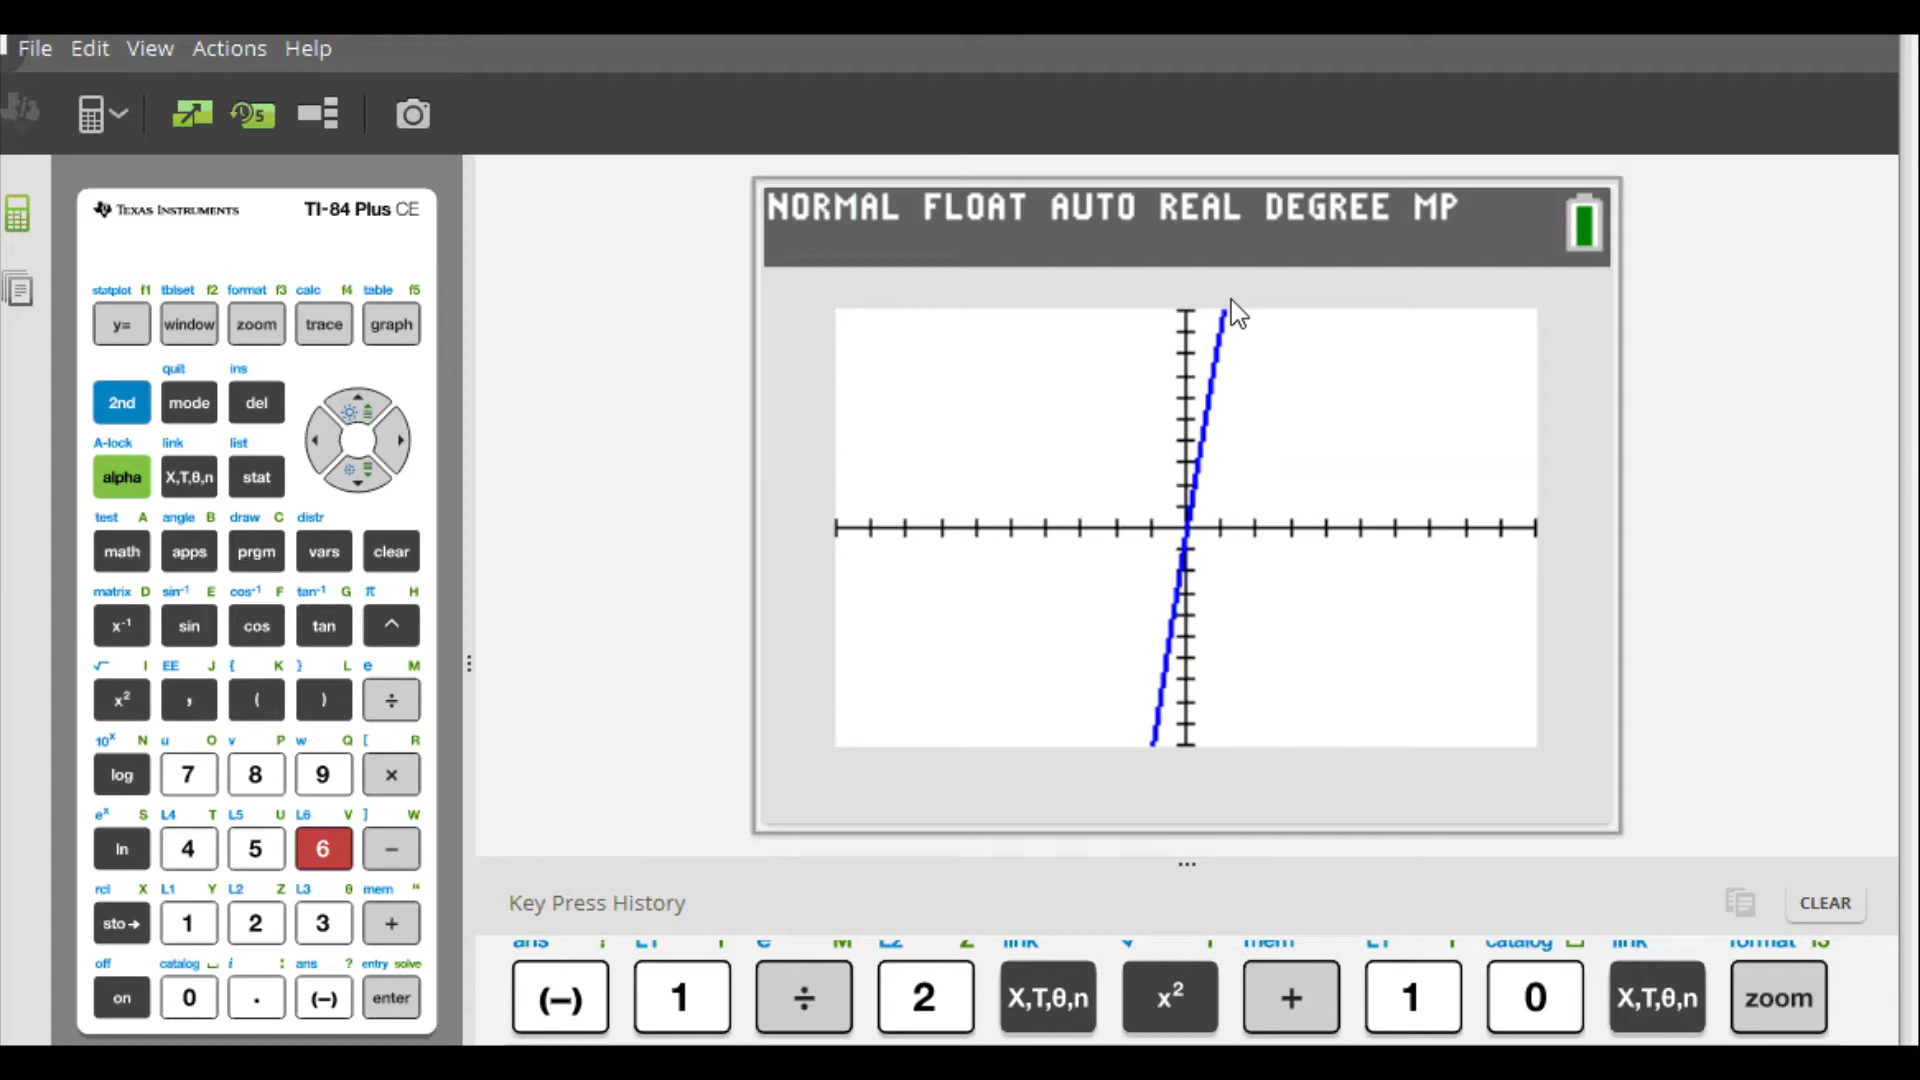 File Edit View Actions Help
TEXAS INSTRUMENTS TI-84 Plus CE
statplot f1 tblset f2 format f3 calc f4 table f5
y= window zoom trace graph
quit ins
2nd mode del
A-lock link list
alpha X,T,θ,n stat
test A angle B draw C distr
math apps prgm vars clear
matrix D sin-1 E cos-1 F tan-1 G π H
x-1 sin cos tan ^
√ I EE J { K } L e M
x2 , ( ) ÷
10x N u O v P w Q [ R
log 7 8 9 ×
ex S L4 T L5 U L6 V ] W
ln 4 5 6 −
rcl X L1 Y L2 Z L3 θ mem "
sto→ 1 2 3 +
off catalog i : ans ? entry solve
on 0 . (−) enter
NORMAL FLOAT AUTO REAL DEGREE MP
Key Press History
CLEAR
(−) 1 ÷ 2 X,T,θ,n x2 + 1 0 X,T,θ,n zoom